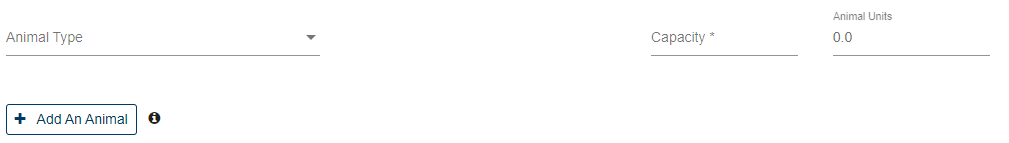 Animal Units
Animal Type
Capacity *
0.0
Add An Animal